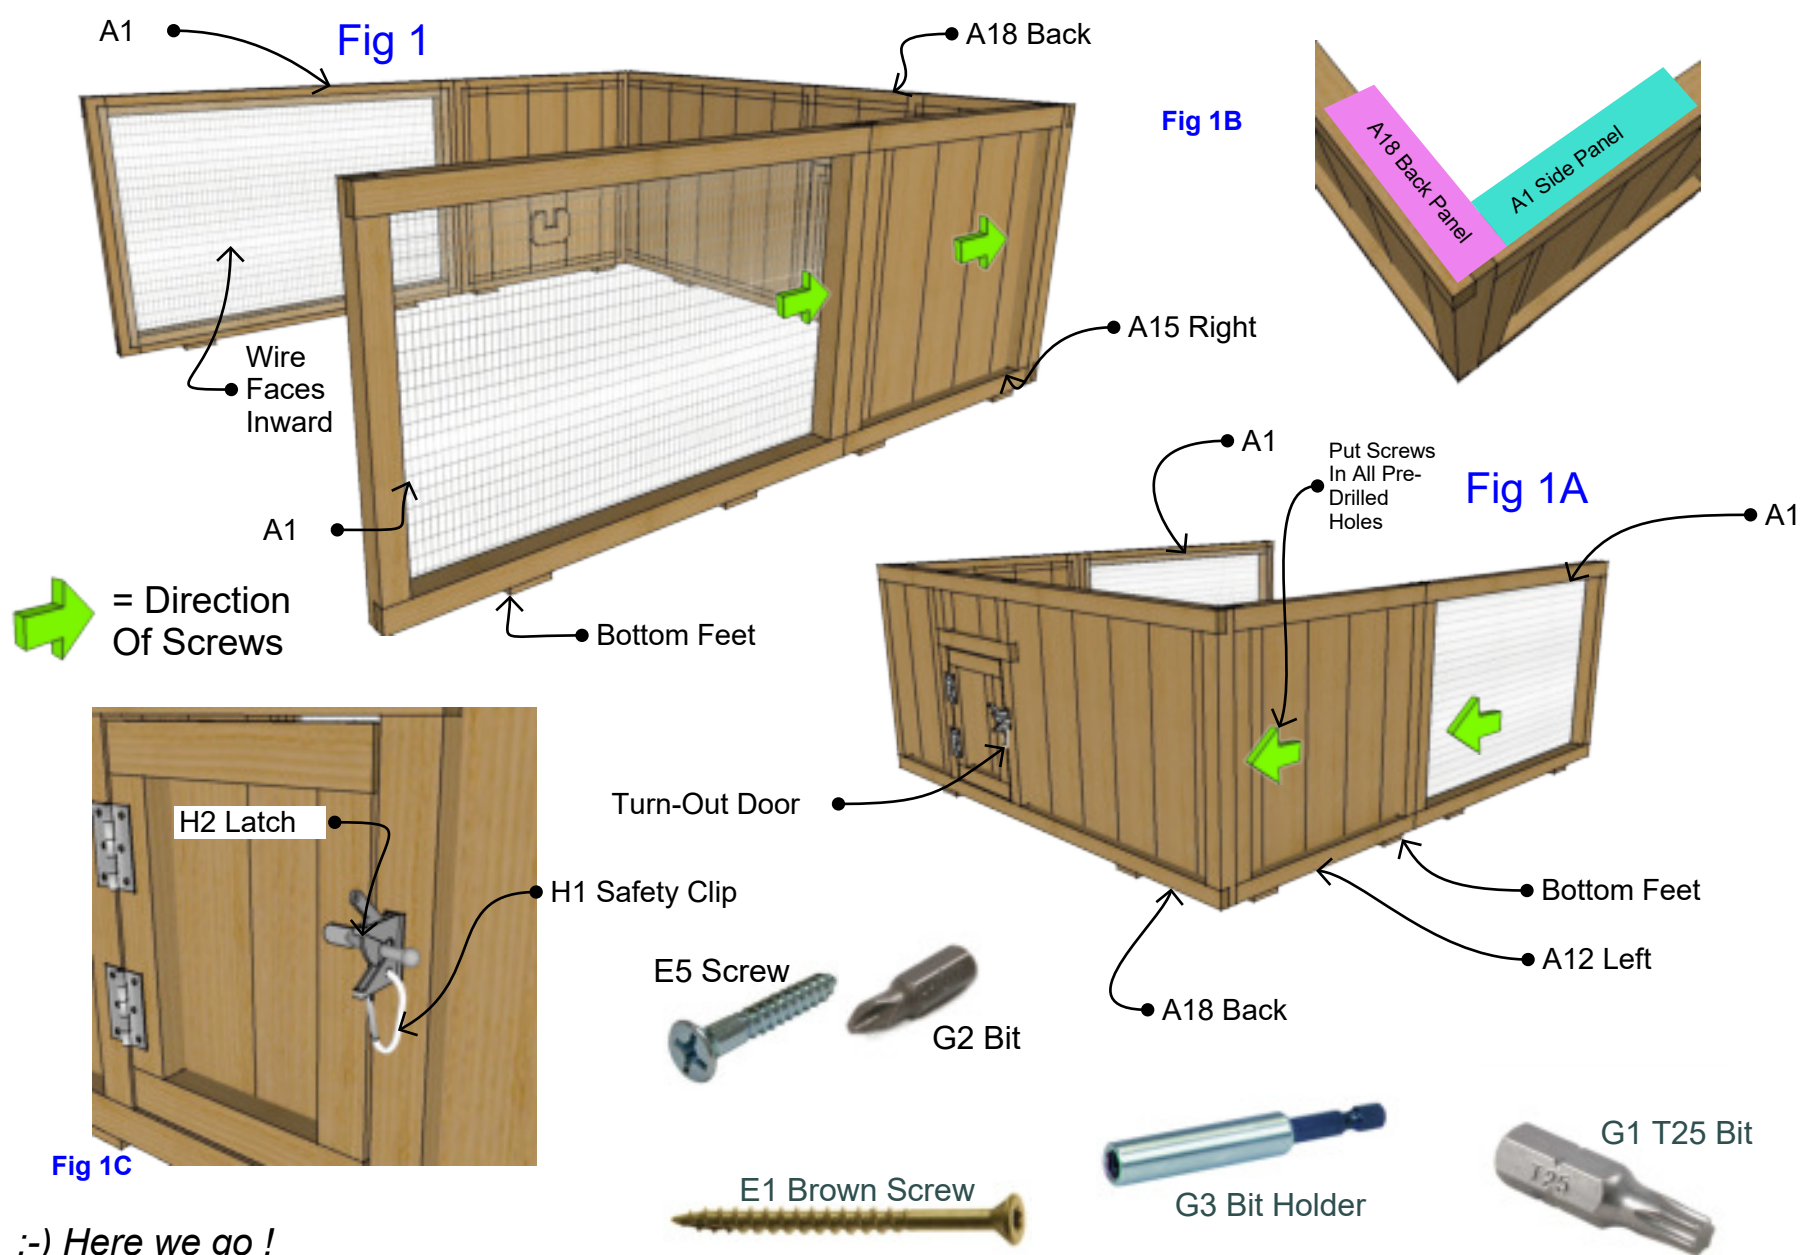 A1
Fig 1
A18 Back
Fig 1B
A18 Back Panel
A1 Side Panel
A15 Right
Wire
Faces
Inward
A1
= Direction
Of Screws
Bottom Feet
A1
Put Screws
In All Pre-
Drilled
Holes
Fig 1A
A1
Turn-Out Door
Bottom Feet
A12 Left
A18 Back
H2 Latch
H1 Safety Clip
Fig 1C
E5 Screw
G2 Bit
E1 Brown Screw
G3 Bit Holder
G1 T25 Bit
T25
:-) Here we go !